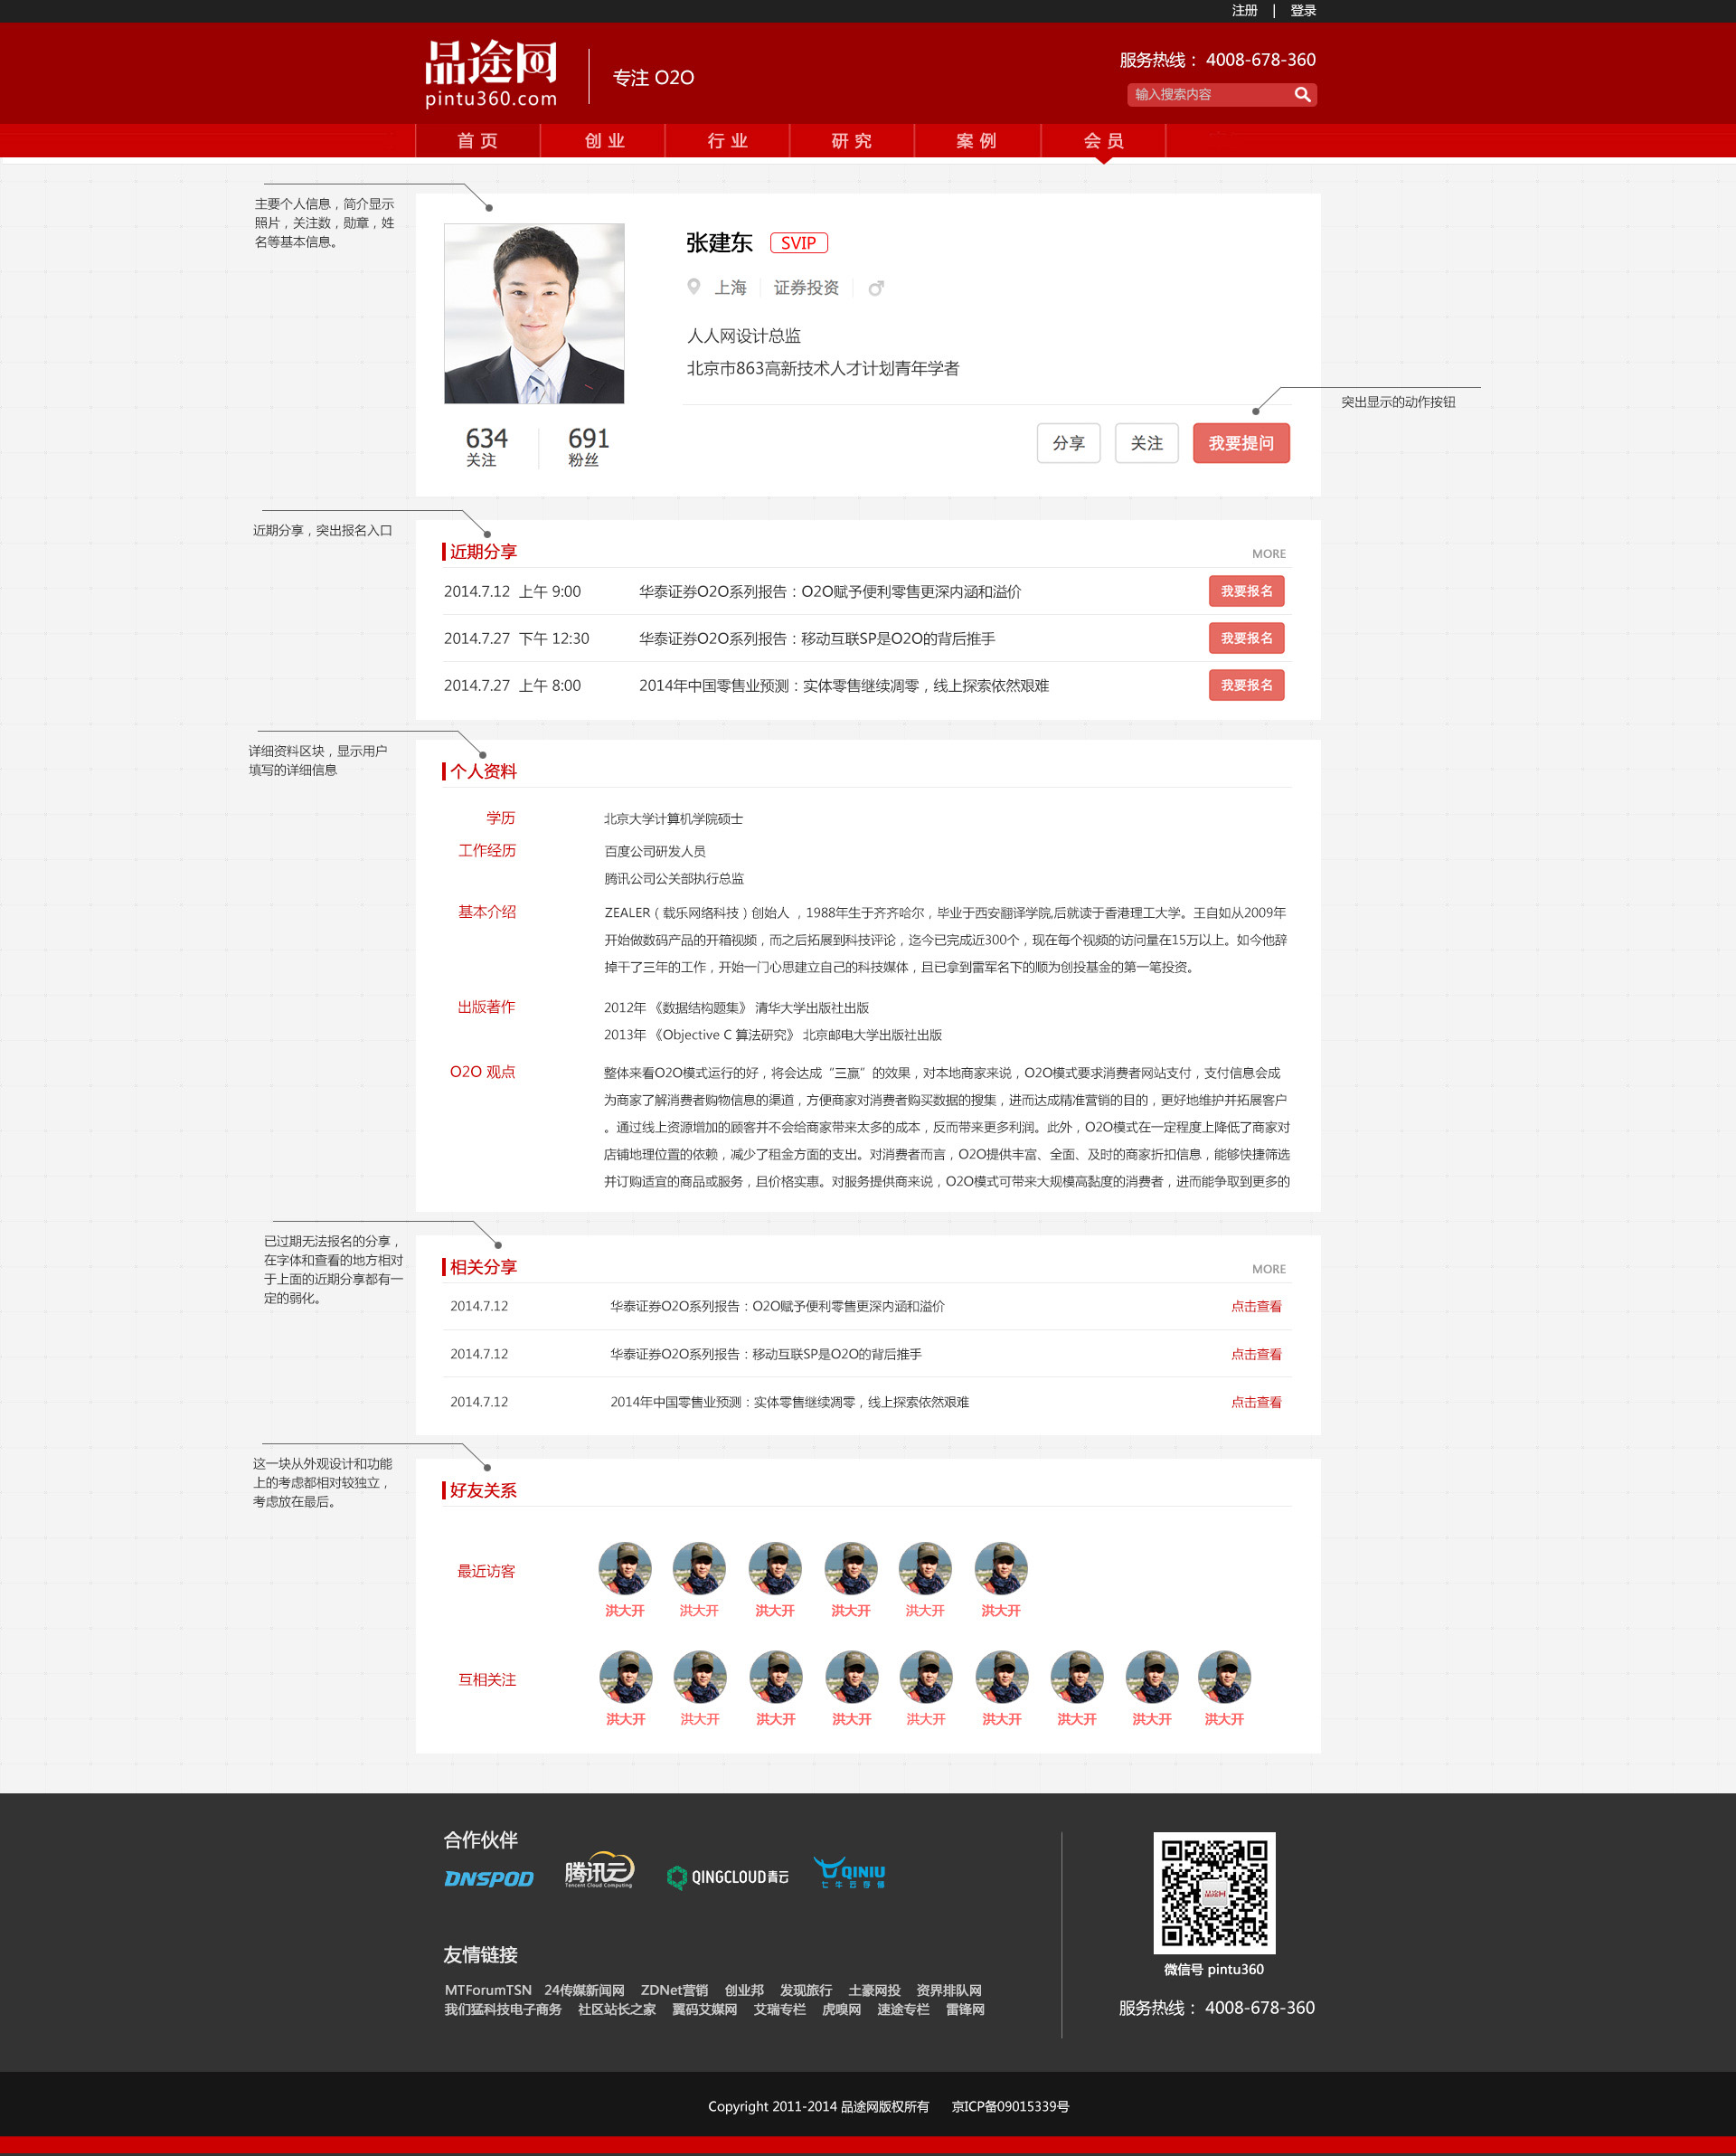 注册 | 登录
品途网
pintu360.com
专注 O2O
服务热线： 4008-678-360
输入搜索内容
首 页 创 业 行 业 研 究 案 例 会 员
主要个人信息，简介显示
照片，关注数，勋章，姓
名等基本信息。
张建东 SVIP
上海 证券投资
人人网设计总监
北京市863高新技术人才计划青年学者
突出显示的动作按钮
634 691
关注 粉丝
分享 关注 我要提问
近期分享，突出报名入口
近期分享 MORE
2014.7.12 上午 9:00 华泰证券O2O系列报告：O2O赋予便利零售更深内涵和溢价 我要报名
2014.7.27 下午 12:30 华泰证券O2O系列报告：移动互联SP是O2O的背后推手 我要报名
2014.7.27 上午 8:00 2014年中国零售业预测：实体零售继续凋零，线上探索依然艰难 我要报名
详细资料区块，显示用户
填写的详细信息
个人资料
学历 北京大学计算机学院硕士
工作经历 百度公司研发人员
腾讯公司公关部执行总监
基本介绍 ZEALER（载乐网络科技）创始人 ，1988年生于齐齐哈尔，毕业于西安翻译学院,后就读于香港理工大学。王自如从2009年
开始做数码产品的开箱视频，而之后拓展到科技评论，迄今已完成近300个，现在每个视频的访问量在15万以上。如今他辞
掉干了三年的工作，开始一门心思建立自己的科技媒体，且已拿到雷军名下的顺为创投基金的第一笔投资。
出版著作 2012年 《数据结构题集》 清华大学出版社出版
2013年 《Objective C 算法研究》 北京邮电大学出版社出版
O2O 观点 整体来看O2O模式运行的好，将会达成“三赢”的效果，对本地商家来说，O2O模式要求消费者网站支付，支付信息会成
为商家了解消费者购物信息的渠道，方便商家对消费者购买数据的搜集，进而达成精准营销的目的，更好地维护并拓展客户
。通过线上资源增加的顾客并不会给商家带来太多的成本，反而带来更多利润。此外，O2O模式在一定程度上降低了商家对
店铺地理位置的依赖，减少了租金方面的支出。对消费者而言，O2O提供丰富、全面、及时的商家折扣信息，能够快捷筛选
并订购适宜的商品或服务，且价格实惠。对服务提供商来说，O2O模式可带来大规模高黏度的消费者，进而能争取到更多的
已过期无法报名的分享，
在字体和查看的地方相对
于上面的近期分享都有一
定的弱化。
相关分享 MORE
2014.7.12 华泰证券O2O系列报告：O2O赋予便利零售更深内涵和溢价 点击查看
2014.7.12 华泰证券O2O系列报告：移动互联SP是O2O的背后推手 点击查看
2014.7.12 2014年中国零售业预测：实体零售继续凋零，线上探索依然艰难 点击查看
这一块从外观设计和功能
上的考虑都相对较独立，
考虑放在最后。
好友关系
最近访客
洪大开 洪大开 洪大开 洪大开 洪大开 洪大开
互相关注
洪大开 洪大开 洪大开 洪大开 洪大开 洪大开 洪大开 洪大开 洪大开
合作伙伴
DNSPOD 腾讯云 QINGCLOUD青云 QINIU
Tencent Cloud Computing 七牛云存储
品途网
微信号 pintu360
服务热线： 4008-678-360
友情链接
MTForumTSN 24传媒新闻网 ZDNet营销 创业邦 发现旅行 土豪网投 资界排队网
我们猛科技电子商务 社区站长之家 翼码艾媒网 艾瑞专栏 虎嗅网 速途专栏 雷锋网
Copyright 2011-2014 品途网版权所有 京ICP备09015339号